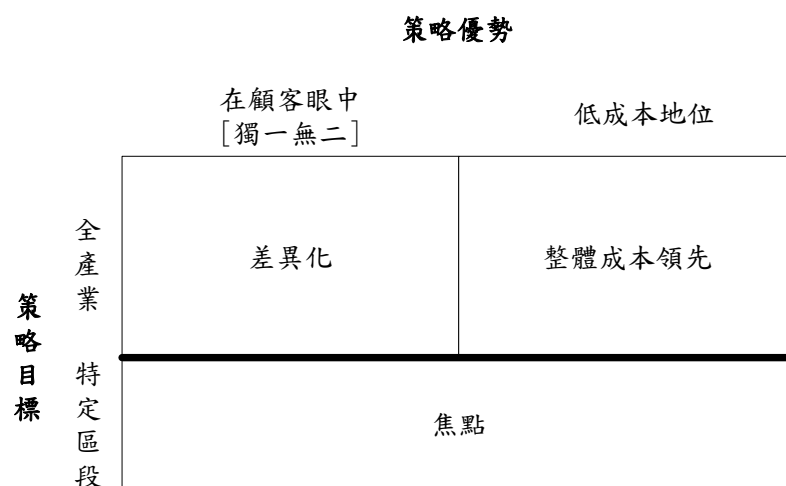 策略優勢
在顧客眼中
[獨一無二]
低成本地位
全產業
差異化
整體成本領先
策略目標
特定區段
焦點